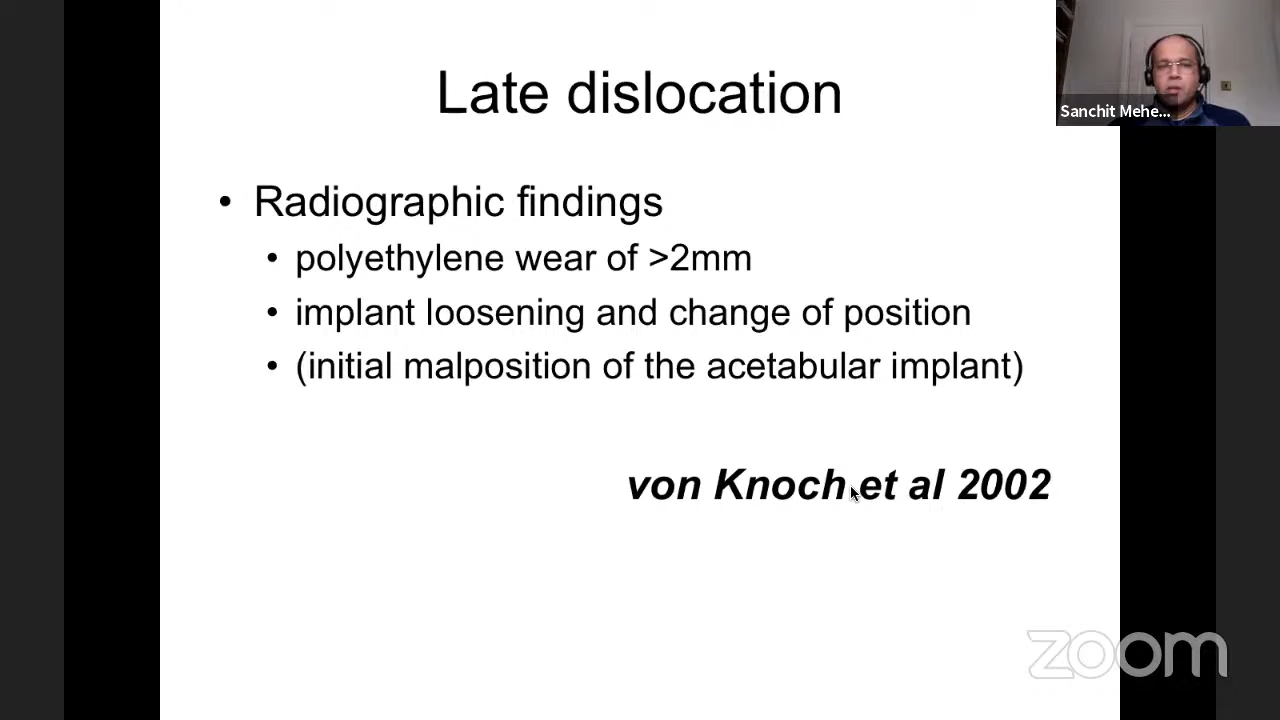 Late dislocation
Sanchit Mehe...
• Radiographic findings
• polyethylene wear of >2mm
• implant loosening and change of position
• (initial malposition of the acetabular implant)
von Knoch et al 2002
zoom